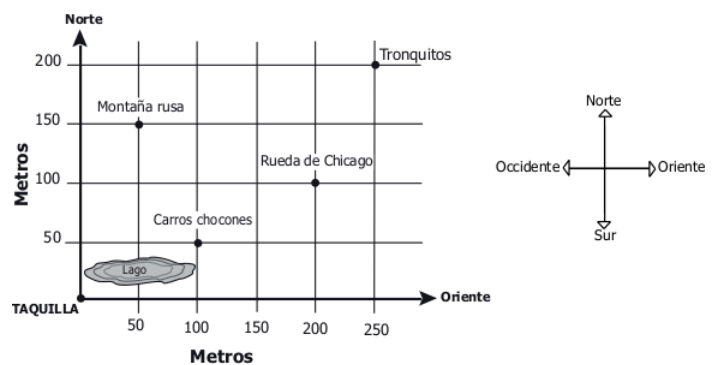 Norte
200
Tronquitos
Montaña rusa
150
Metros
Rueda de Chicago
100
Carros chocones
50
Lago
TAQUILLA
Oriente
50
100
150
200
250
Metros
Norte
Occidente
Oriente
Sur